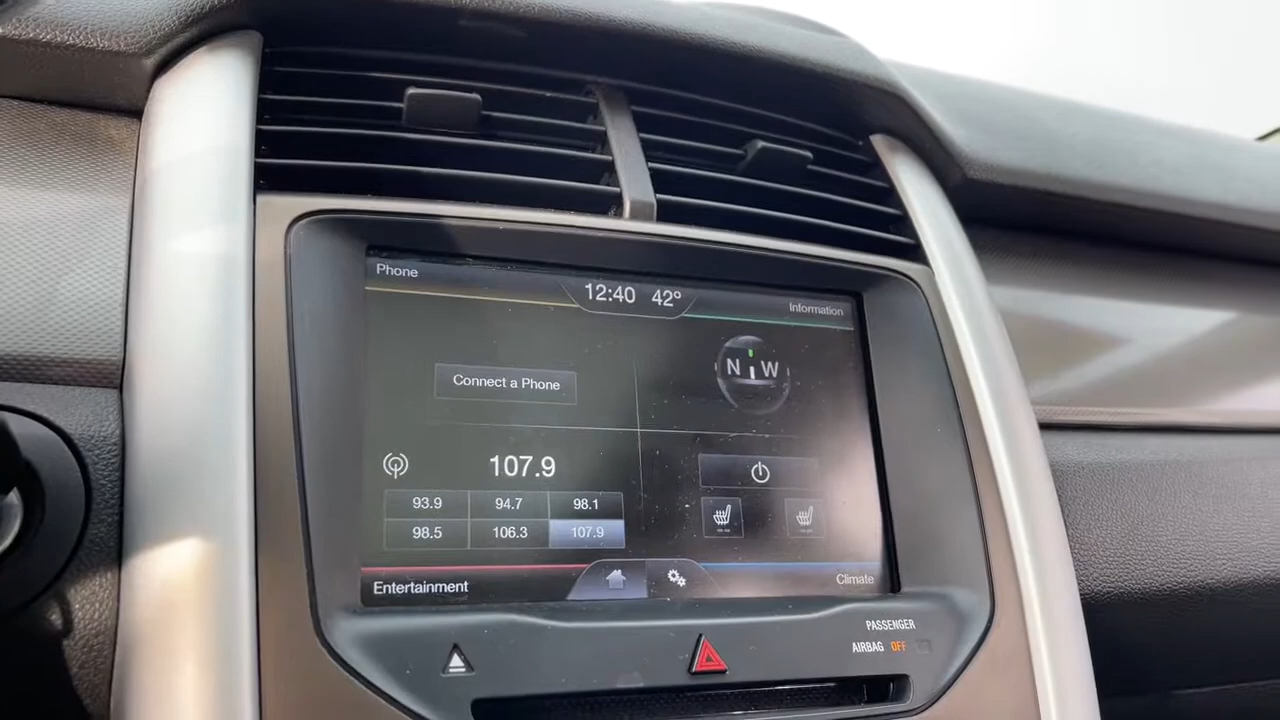 Phone
12:40 42°
Information
Connect a Phone
N W
107.9
93.9 94.7 98.1
98.5 106.3 107.9
Entertainment
Climate
PASSENGER
AIRBAG OFF